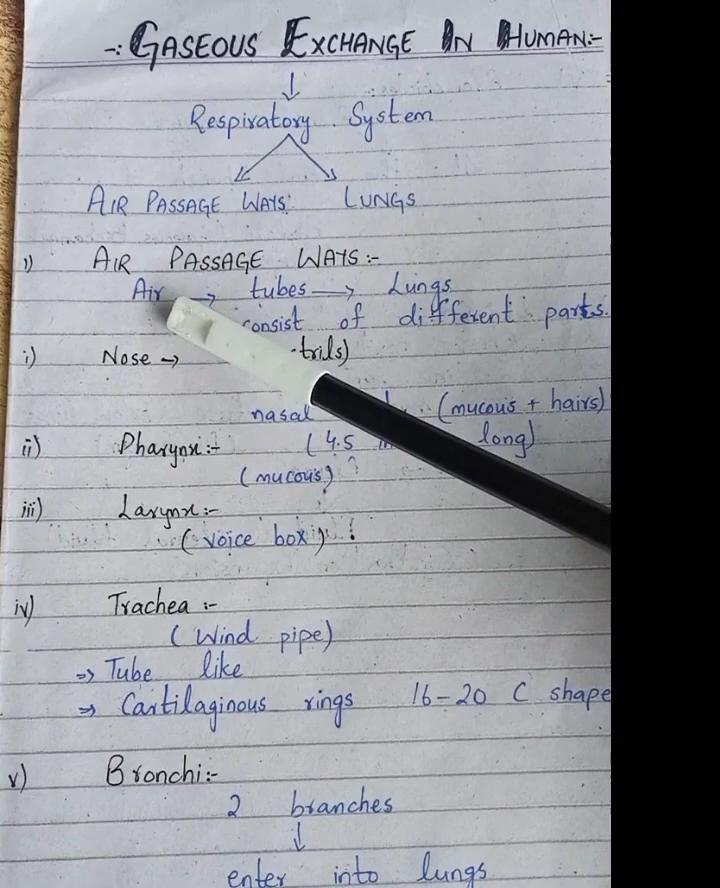 -: GASEOUS EXCHANGE IN HUMAN:-
↓
Respiratory System
AIR PASSAGE WAYS LUNGS
1) AIR PASSAGE WAYS:-
Air → tubes → Lungs
consist of different parts.
i) Nose → trils)
nasal (mucous + hairs)
ii) Pharynx:- (4.5 long)
(mucous)
iii) Larynx:-
(voice box)
iv) Trachea :-
(Wind pipe)
⇒ Tube like
⇒ Cartilaginous rings 16-20 C shape
v) Bronchi:-
2 branches
↓
enter into lungs